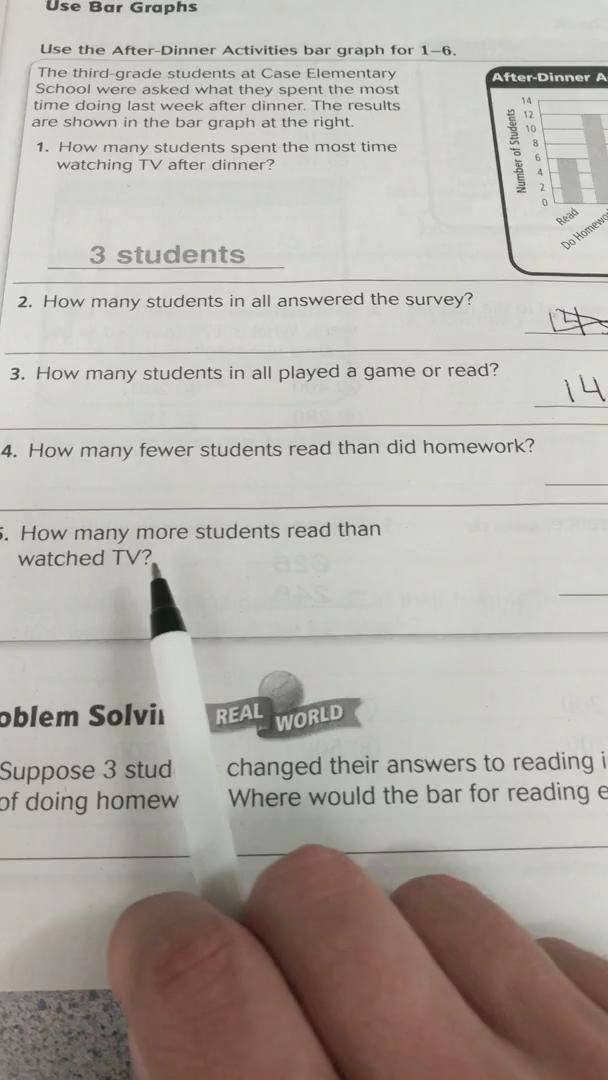 Use Bar Graphs
Use the After-Dinner Activities bar graph for 1–6.
The third-grade students at Case Elementary
School were asked what they spent the most
time doing last week after dinner. The results
are shown in the bar graph at the right.
1. How many students spent the most time
watching TV after dinner?
3 students
After-Dinner A
Number of Students
14
12
10
8
6
4
2
0
Read
Do Homewo
2. How many students in all answered the survey?
3. How many students in all played a game or read?
14
4. How many fewer students read than did homework?
5. How many more students read than
watched TV?
oblem Solvi
REAL WORLD
Suppose 3 stud changed their answers to reading i
of doing homew Where would the bar for reading e